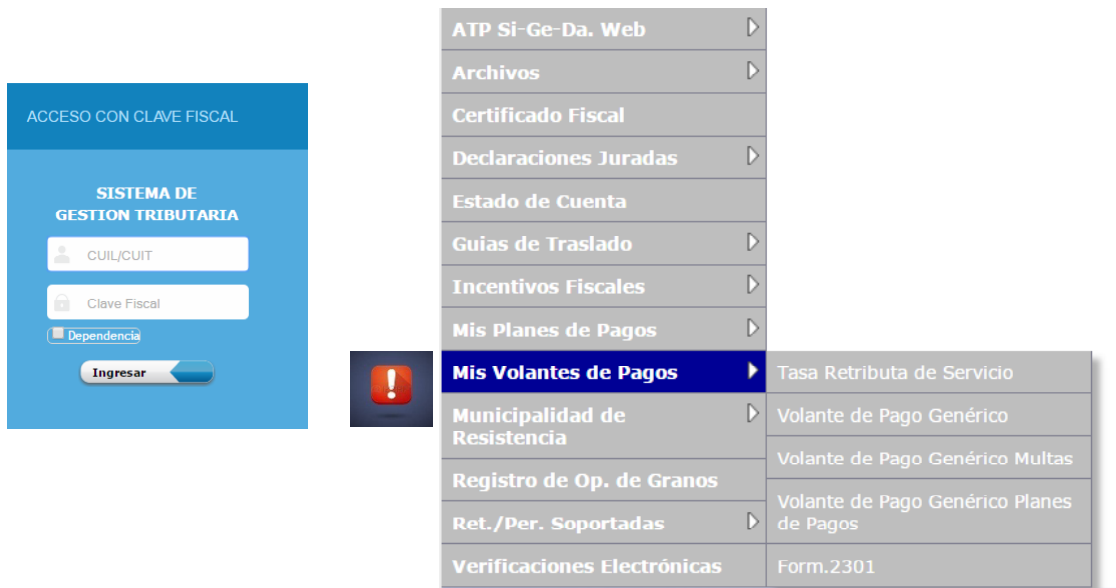 ACCESO CON CLAVE FISCAL
SISTEMA DE
GESTION TRIBUTARIA
CUIL/CUIT
Clave Fiscal
Dependencia
Ingresar
ATP Si-Ge-Da. Web
Archivos
Certificado Fiscal
Declaraciones Juradas
Estado de Cuenta
Guias de Traslado
Incentivos Fiscales
Mis Planes de Pagos
Mis Volantes de Pagos
Municipalidad de
Resistencia
Registro de Op. de Granos
Ret./Per. Soportadas
Verificaciones Electrónicas
Tasa Retributa de Servicio
Volante de Pago Genérico
Volante de Pago Genérico Multas
Volante de Pago Genérico Planes
de Pagos
Form.2301